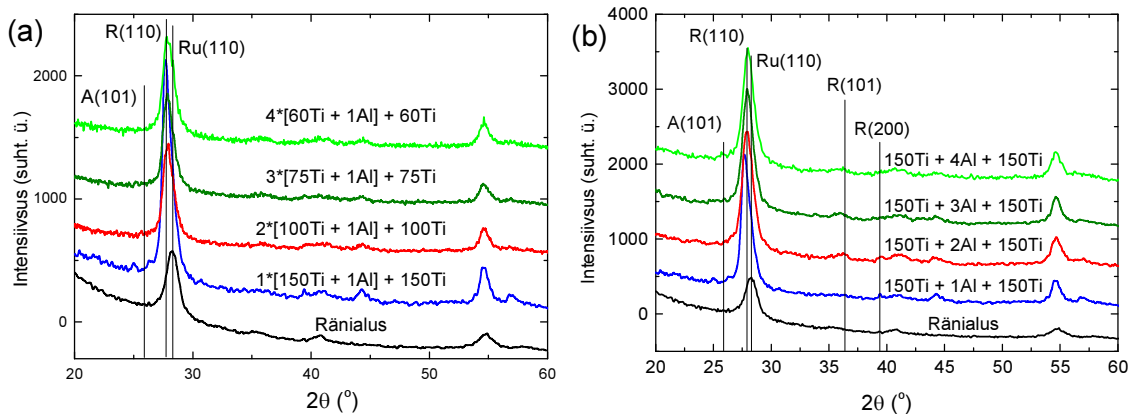 (a)
R(110)
Ru(110)
A(101)
4*[60Ti + 1Al] + 60Ti
3*[75Ti + 1Al] + 75Ti
2*[100Ti + 1Al] + 100Ti
1*[150Ti + 1Al] + 150Ti
Ränialus
Intensiivsus (suht. ü.)
0
1000
2000
20
30
40
50
60
2θ (°)
(b)
R(110)
Ru(110)
R(101)
A(101)
R(200)
150Ti + 4Al + 150Ti
150Ti + 3Al + 150Ti
150Ti + 2Al + 150Ti
150Ti + 1Al + 150Ti
Ränialus
Intensiivsus (suht. ü.)
4000
3000
2000
1000
0
20
25
30
35
40
45
50
55
60
2θ (°)